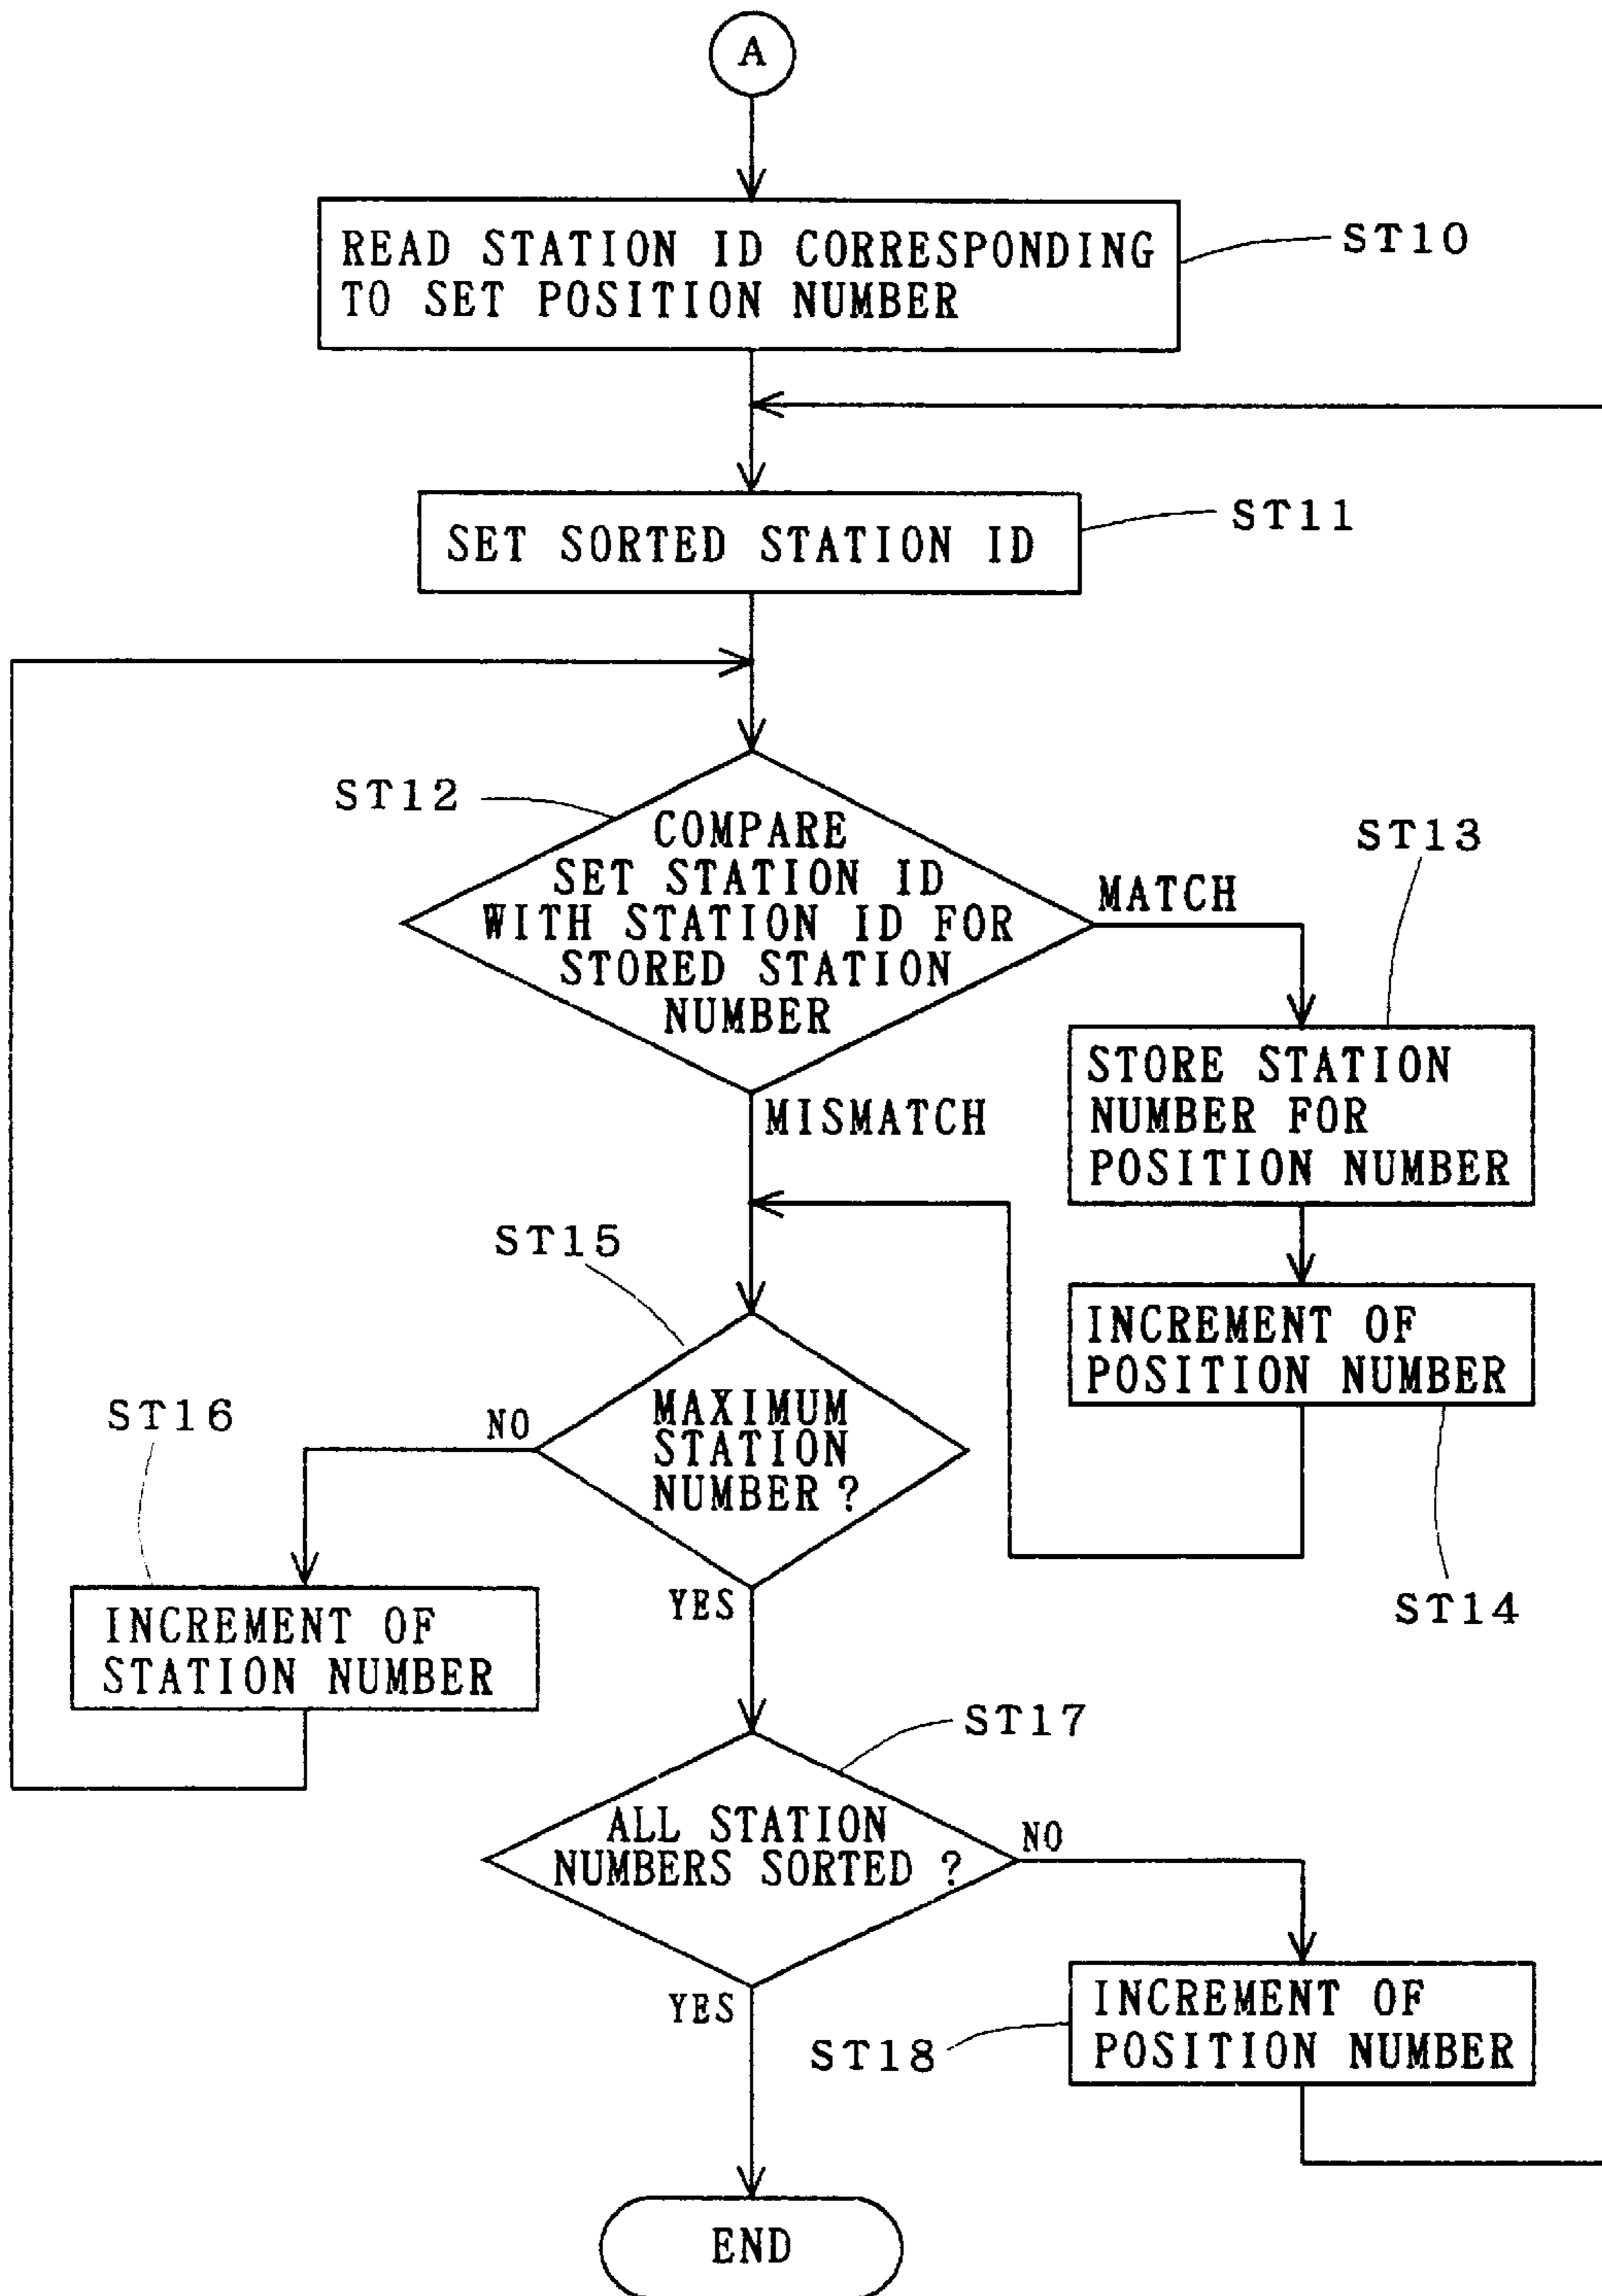 A
READ STATION ID CORRESPONDING
TO SET POSITION NUMBER
ST10
SET SORTED STATION ID
ST11
ST12
COMPARE
SET STATION ID
WITH STATION ID FOR
STORED STATION
NUMBER
MATCH
ST13
STORE STATION
NUMBER FOR
POSITION NUMBER
MISMATCH
INCREMENT OF
POSITION NUMBER
ST14
ST15
MAXIMUM
STATION
NUMBER ?
NO
ST16
INCREMENT OF
STATION NUMBER
YES
ST17
ALL STATION
NUMBERS SORTED ?
NO
INCREMENT OF
POSITION NUMBER
ST18
YES
END